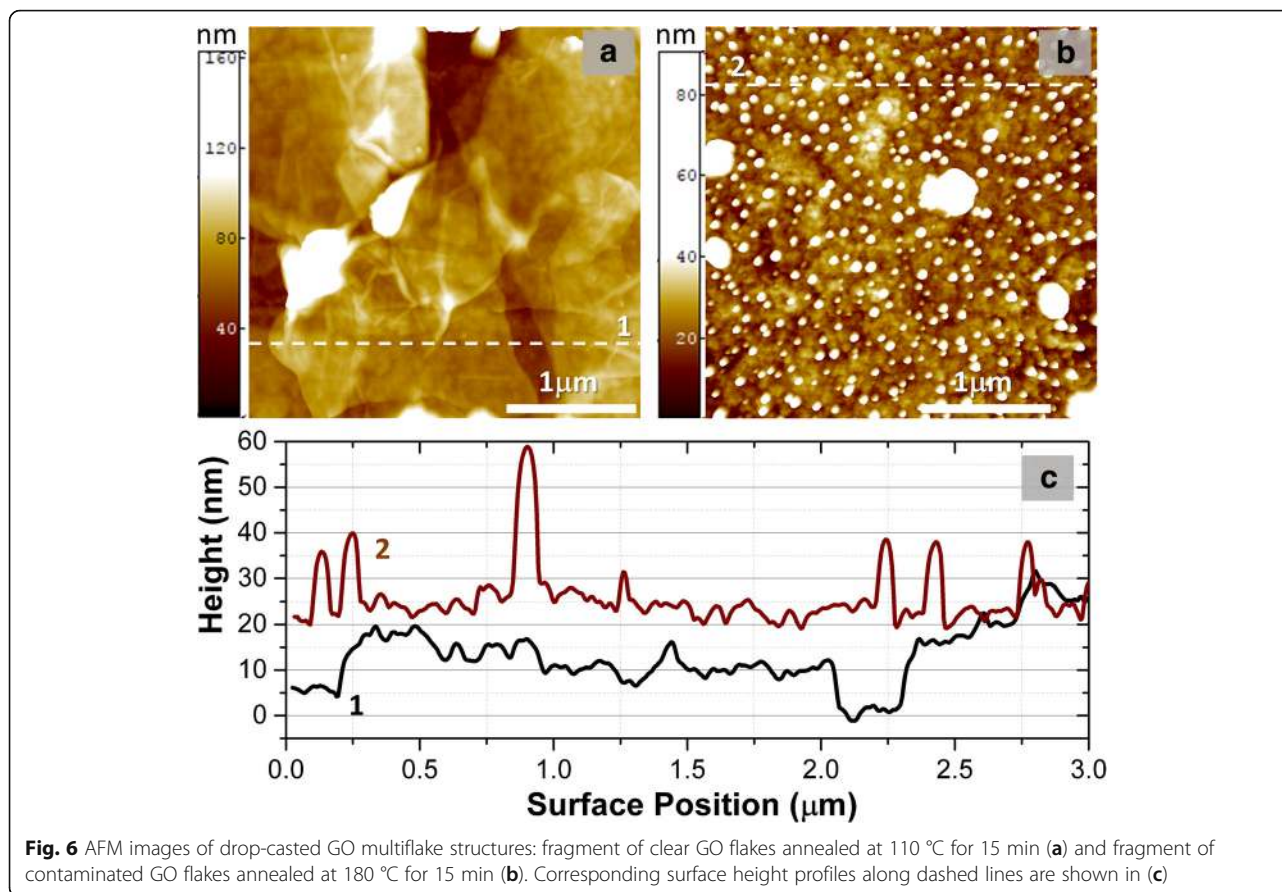 nm
a
160
120
80
40
1
1μm
nm
b
2
80
60
40
20
1μm
60
50
40
30
20
10
0
Height (nm)
c
2
1
0.0 0.5 1.0 1.5 2.0 2.5 3.0
Surface Position (μm)
Fig. 6 AFM images of drop-casted GO multiflake structures: fragment of clear GO flakes annealed at 110 °C for 15 min (a) and fragment of
contaminated GO flakes annealed at 180 °C for 15 min (b). Corresponding surface height profiles along dashed lines are shown in (c)